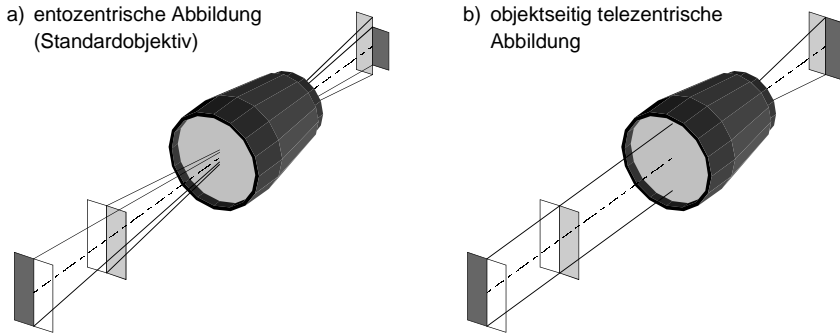 a) entozentrische Abbildung
(Standardobjektiv)
b) objektseitig telezentrische
Abbildung